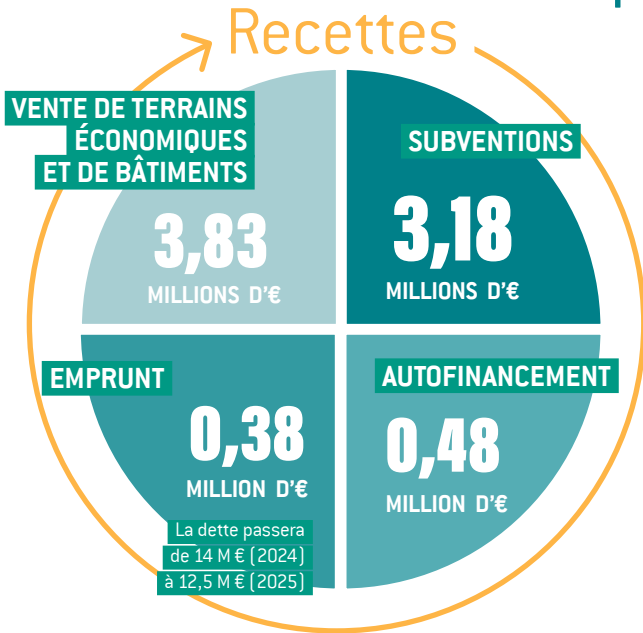 Recettes
VENTE DE TERRAINS
ÉCONOMIQUES
ET DE BÂTIMENTS
3,83
MILLIONS D'€
SUBVENTIONS
3,18
MILLIONS D'€
EMPRUNT
0,38
MILLION D'€
La dette passera
de 14 M € (2024)
à 12,5 M € (2025)
AUTOFINANCEMENT
0,48
MILLION D'€